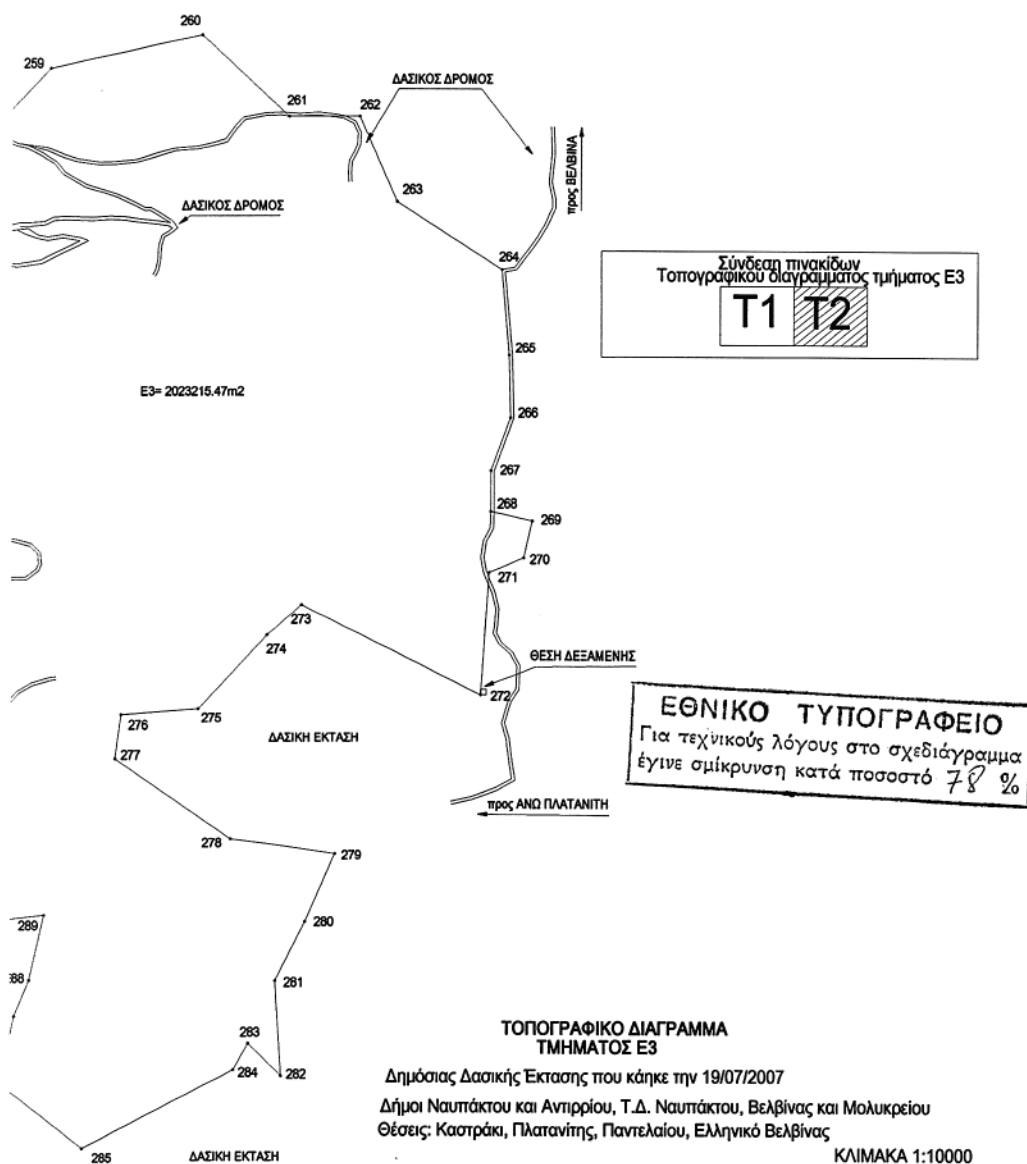 260
259
ΔΑΣΙΚΟΣ ΔΡΟΜΟΣ
261
262
προς ΒΕΛΒΙΝΑ
263
ΔΑΣΙΚΟΣ ΔΡΟΜΟΣ
264
Σύνδεση πινακίδων
Τοπογραφικού διαγράμματος τμήματος Ε3
Τ1 Τ2
265
Ε3= 2023215.47m2
266
267
268
269
270
271
273
274
ΘΕΣΗ ΔΕΞΑΜΕΝΗΣ
272
275
276
277
ΔΑΣΙΚΗ ΕΚΤΑΣΗ
ΕΘΝΙΚΟ ΤΥΠΟΓΡΑΦΕΙΟ
Για τεχνικούς λόγους στο σχεδιάγραμμα
έγινε σμίκρυνση κατά ποσοστό 78 %
προς ΑΝΩ ΠΛΑΤΑΝΙΤΗ
278
279
280
289
281
288
283
284
282
285
ΔΑΣΙΚΗ ΕΚΤΑΣΗ
ΤΟΠΟΓΡΑΦΙΚΟ ΔΙΑΓΡΑΜΜΑ
ΤΜΗΜΑΤΟΣ Ε3
Δημόσιας Δασικής Έκτασης που κάηκε την 19/07/2007
Δήμοι Ναυπάκτου και Αντιρρίου, Τ.Δ. Ναυπάκτου, Βελβίνας και Μολυκρείου
Θέσεις: Καστράκι, Πλατανίτης, Παντελαίου, Ελληνικό Βελβίνας
ΚΛΙΜΑΚΑ 1:10000